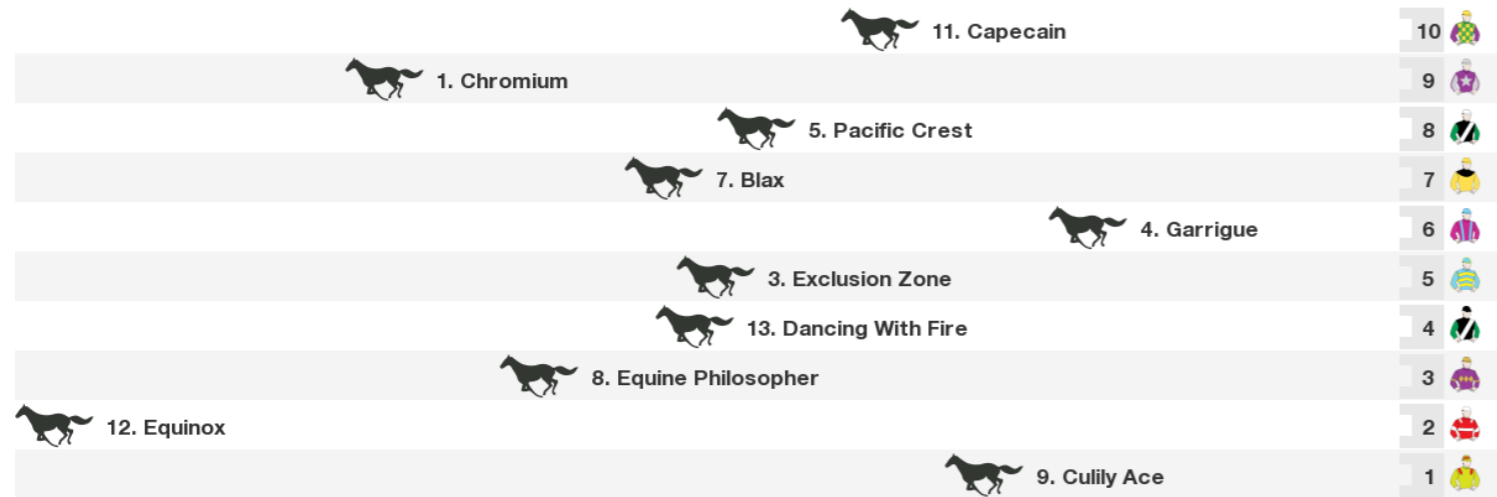 11. Capecain 10
1. Chromium 9
5. Pacific Crest 8
7. Blax 7
4. Garrigue 6
3. Exclusion Zone 5
13. Dancing With Fire 4
8. Equine Philosopher 3
12. Equinox 2
9. Culily Ace 1